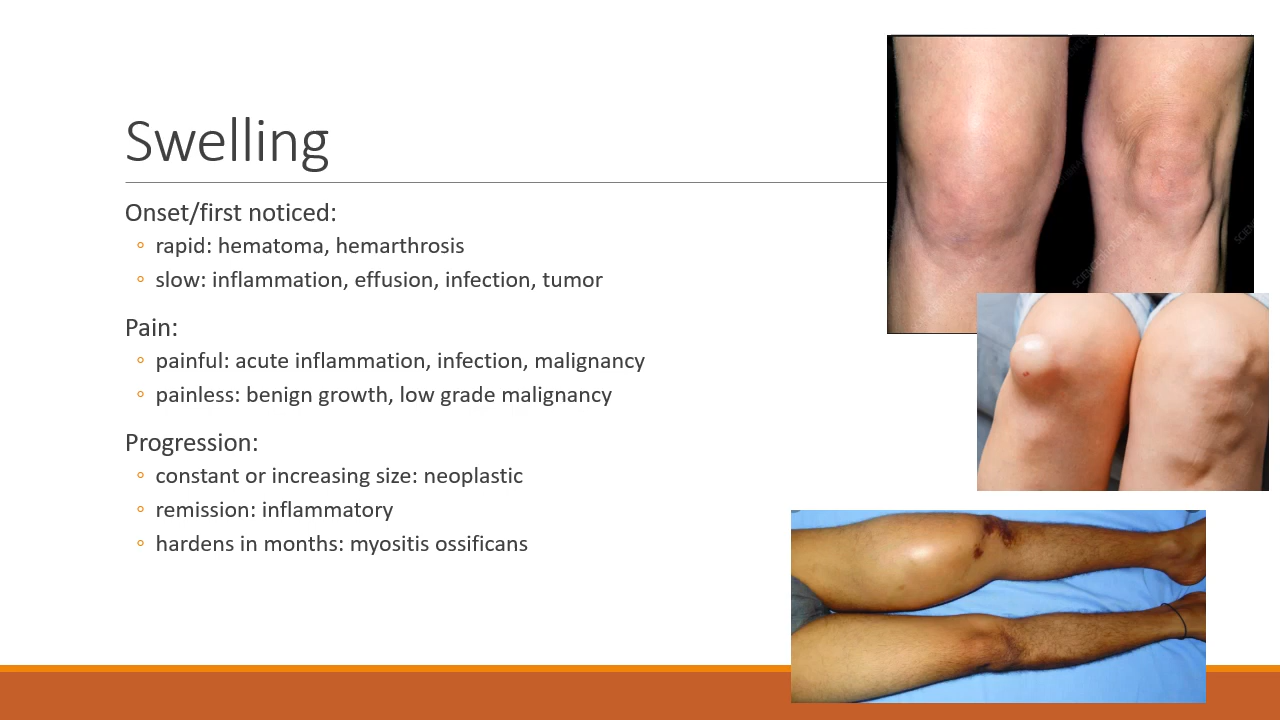 Swelling
Onset/first noticed:
rapid: hematoma, hemarthrosis
slow: inflammation, effusion, infection, tumor
Pain:
painful: acute inflammation, infection, malignancy
painless: benign growth, low grade malignancy
Progression:
constant or increasing size: neoplastic
remission: inflammatory
hardens in months: myositis ossificans